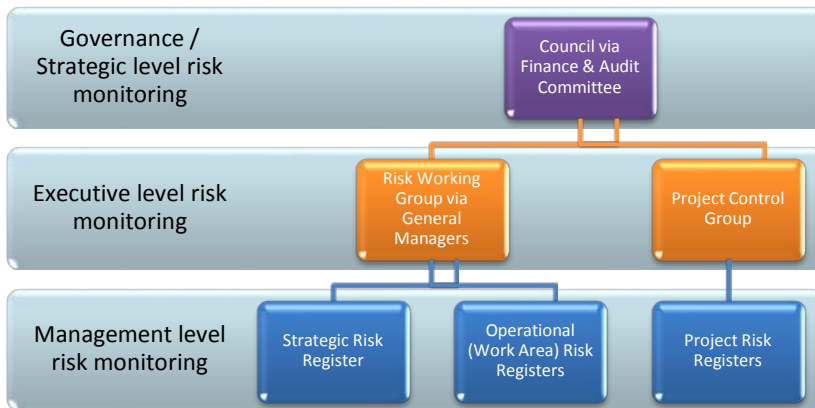 Governance /
Strategic level risk
monitoring
Council via
Finance & Audit
Committee
Executive level risk
monitoring
Risk Working
Group via
General
Managers
Project Control
Group
Management level
risk monitoring
Strategic Risk
Register
Operational
(Work Area) Risk
Registers
Project Risk
Registers